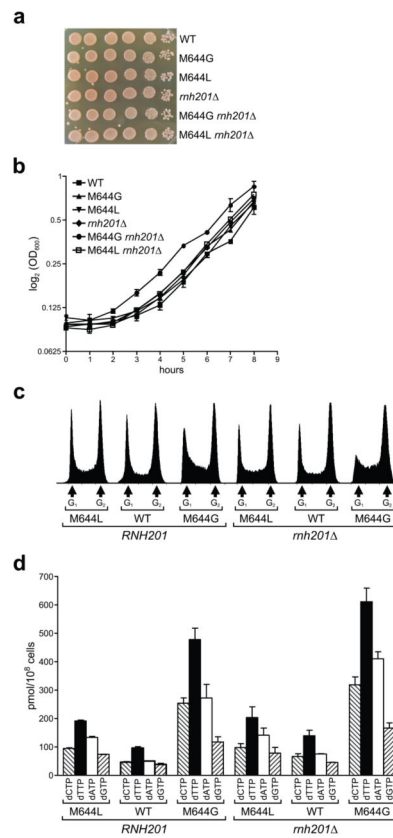 a
WT
M644G
M644L
rnh201Δ
M644G rnh201Δ
M644L rnh201Δ
b
1
0.5
0.25
0.125
0.0625
log₂ (OD₆₀₀)
WT
M644G
M644L
rnh201Δ
M644G rnh201Δ
M644L rnh201Δ
0 1 2 3 4 5 6 7 8 9
hours
c
G₁ G₂ G₁ G₂ G₁ G₂ G₁ G₂ G₁ G₂ G₁ G₂
M644L WT M644G M644L WT M644G
RNH201 rnh201Δ
d
700
600
500
400
300
200
100
0
pmol/10⁸ cells
dCTP dTTP dATP dGTP dCTP dTTP dATP dGTP dCTP dTTP dATP dGTP dCTP dTTP dATP dGTP dCTP dTTP dATP dGTP dCTP dTTP dATP dGTP
M644L WT M644G M644L WT M644G
RNH201 rnh201Δ